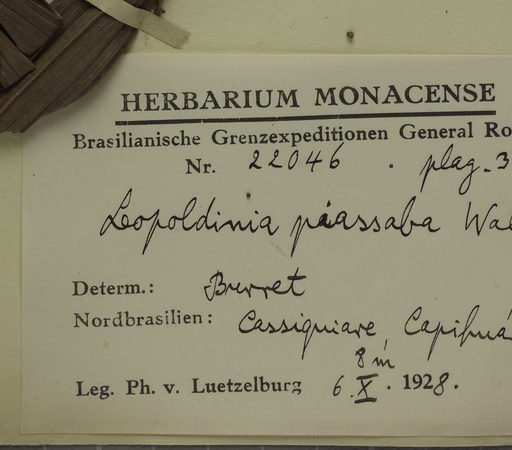 HERBARIUM MONACENSE
Brasilianische Grenzexpeditionen General Ro
Nr. 22046 . plag. 3
Leopoldinia piassaba Wal
Determ.: Burret
Nordbrasilien: Cassiquiare, Capihuá
8 m
Leg. Ph. v. Luetzelburg 6. X. 1928.